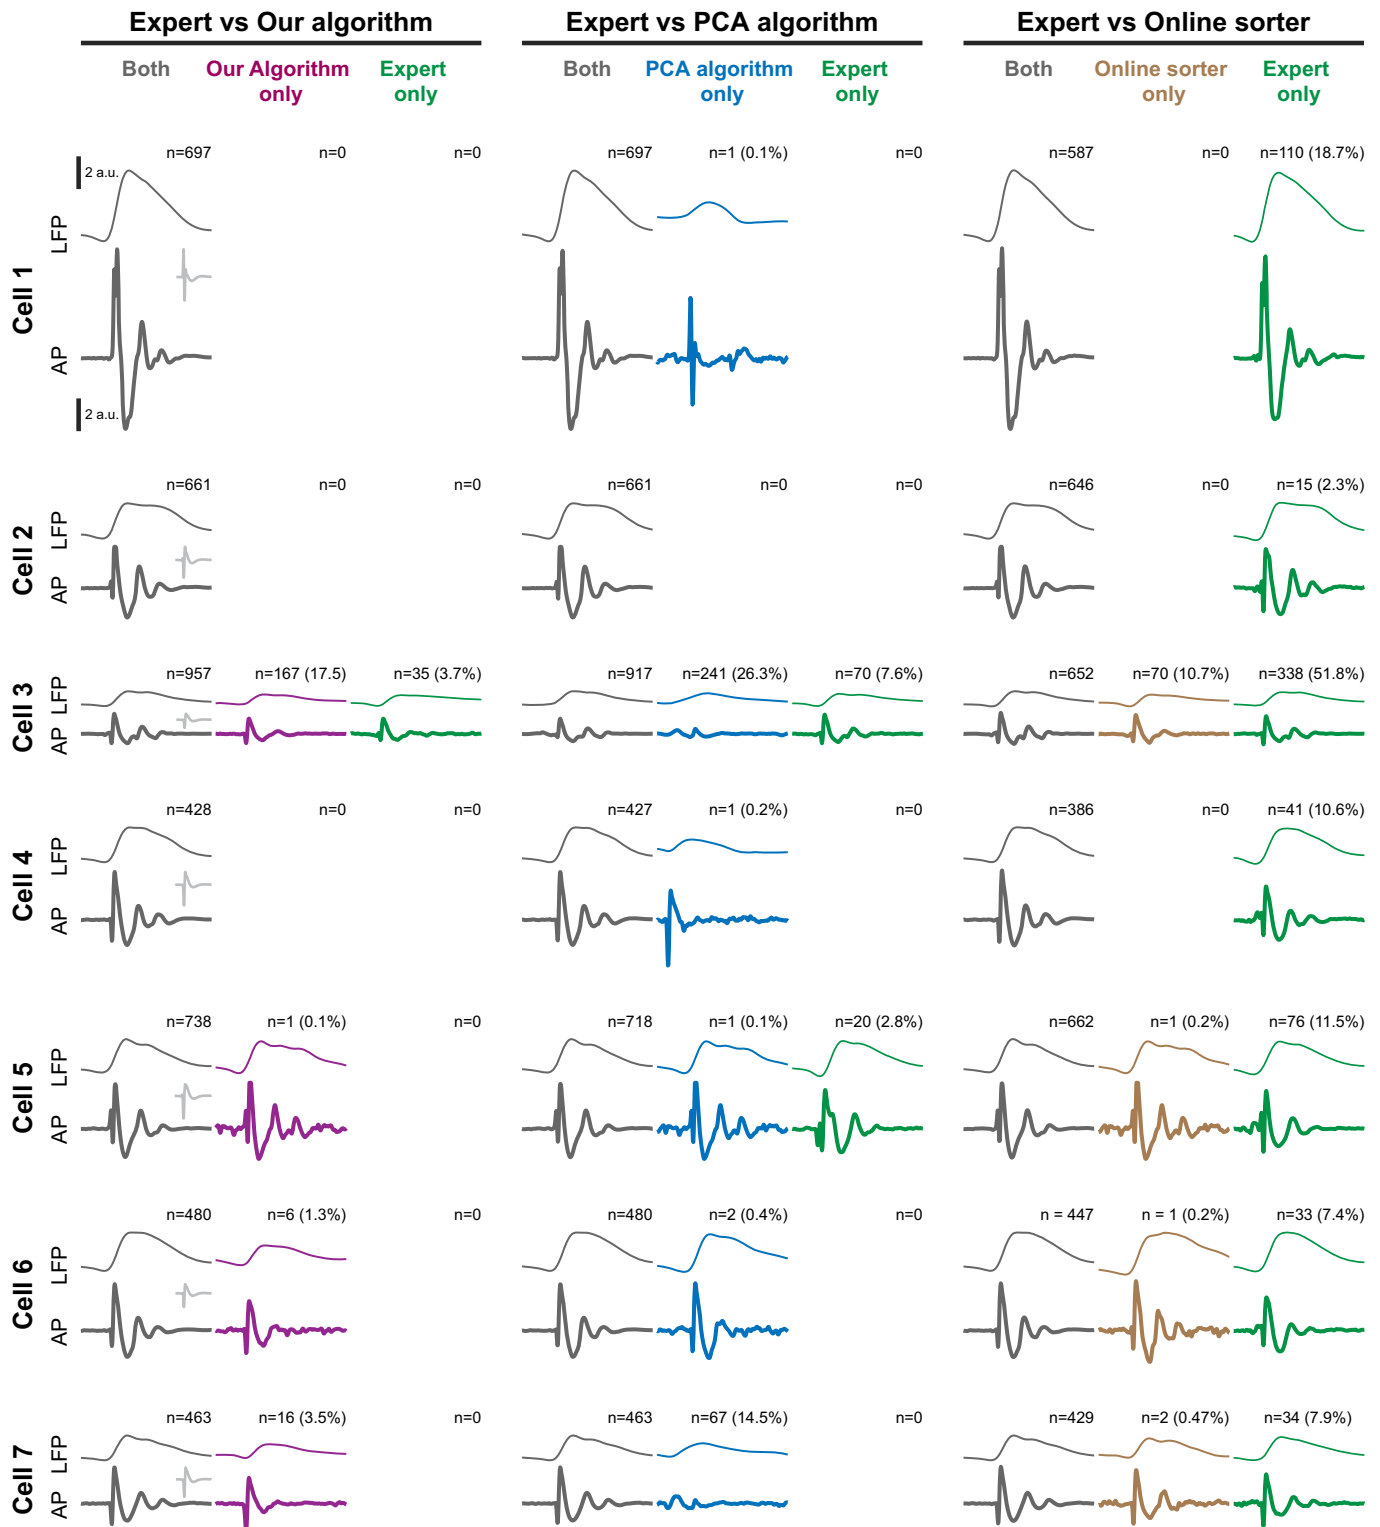 Expert vs Our algorithm Expert vs PCA algorithm Expert vs Online sorter
Both Our Algorithm only Expert only Both PCA algorithm only Expert only Both Online sorter only Expert only
Cell 1
n=697 n=0 n=0 n=697 n=1 (0.1%) n=0 n=587 n=0 n=110 (18.7%)
2 a.u.
LFP
AP
2 a.u.
Cell 2
n=661 n=0 n=0 n=661 n=0 n=0 n=646 n=0 n=15 (2.3%)
LFP
AP
Cell 3
n=957 n=167 (17.5) n=35 (3.7%) n=917 n=241 (26.3%) n=70 (7.6%) n=652 n=70 (10.7%) n=338 (51.8%)
LFP
AP
Cell 4
n=428 n=0 n=0 n=427 n=1 (0.2%) n=0 n=386 n=0 n=41 (10.6%)
LFP
AP
Cell 5
n=738 n=1 (0.1%) n=0 n=718 n=1 (0.1%) n=20 (2.8%) n=662 n=1 (0.2%) n=76 (11.5%)
LFP
AP
Cell 6
n=480 n=6 (1.3%) n=0 n=480 n=2 (0.4%) n=0 n = 447 n = 1 (0.2%) n=33 (7.4%)
LFP
AP
Cell 7
n=463 n=16 (3.5%) n=0 n=463 n=67 (14.5%) n=0 n=429 n=2 (0.47%) n=34 (7.9%)
LFP
AP